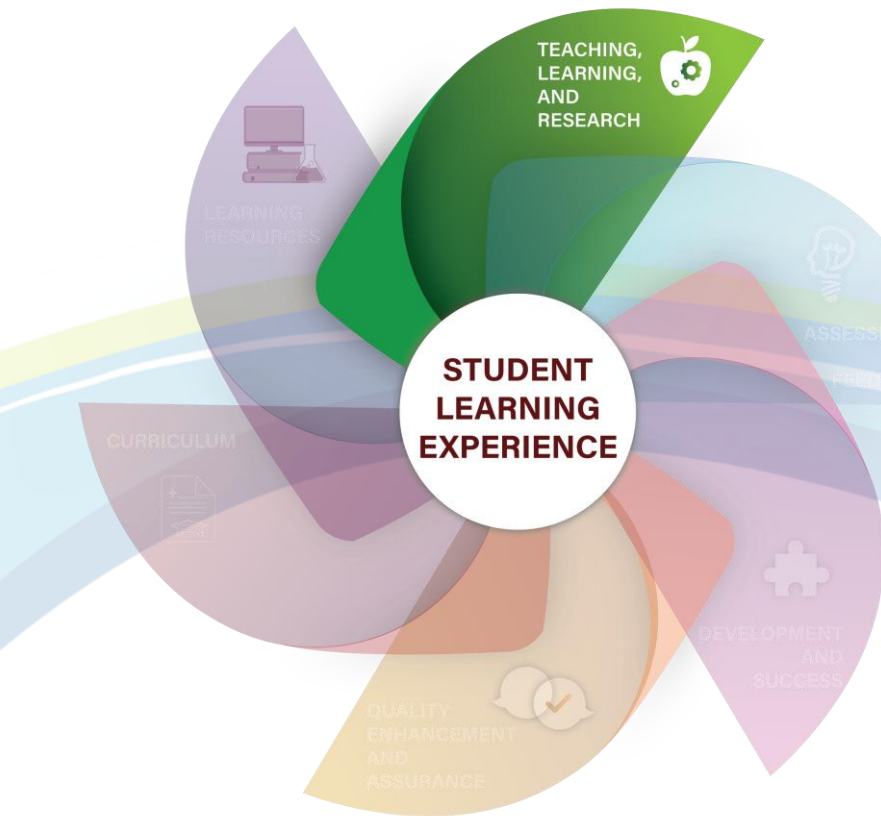 TEACHING,
LEARNING,
AND
RESEARCH
LEARNING
RESOURCES
STUDENT
LEARNING
EXPERIENCE
CURRICULUM
DEVELOPMENT
AND
SUCCESS
QUALITY
ENHANCEMENT
AND
ASSURANCE